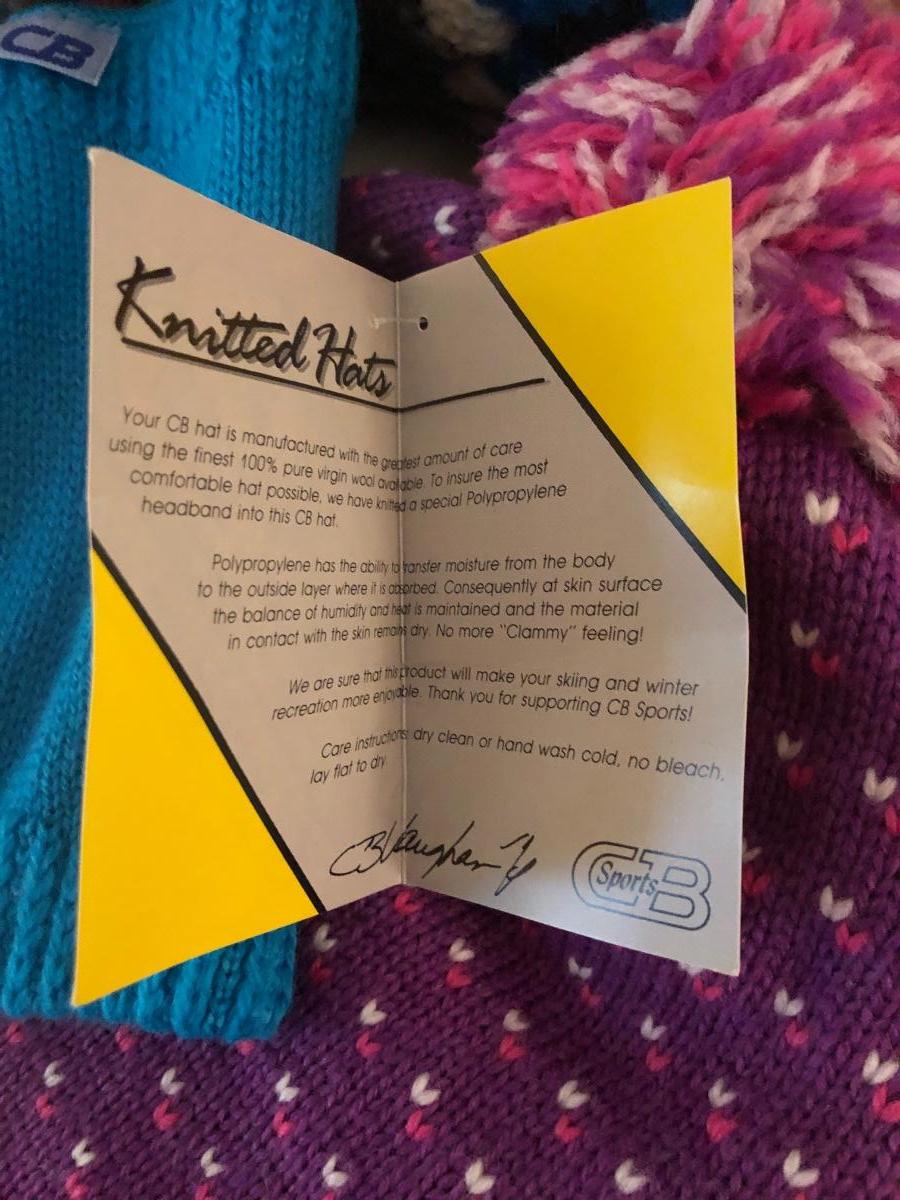 CB
Knitted Hats
Your CB hat is manufactured with the greatest amount of care
using the finest 100% pure virgin wool available. To insure the most
comfortable hat possible, we have knitted a special Polypropylene
headband into this CB hat.
Polypropylene has the ability to transfer moisture from the body
to the outside layer where it is absorbed. Consequently at skin surface
the balance of humidity and heat is maintained and the material
in contact with the skin remains dry. No more "Clammy" feeling!
We are sure that this product will make your skiing and winter
recreation more enjoyable. Thank you for supporting CB Sports!
Care instructions: dry clean or hand wash cold, no bleach,
lay flat to dry.
CB Vaughan Jr
CB Sports